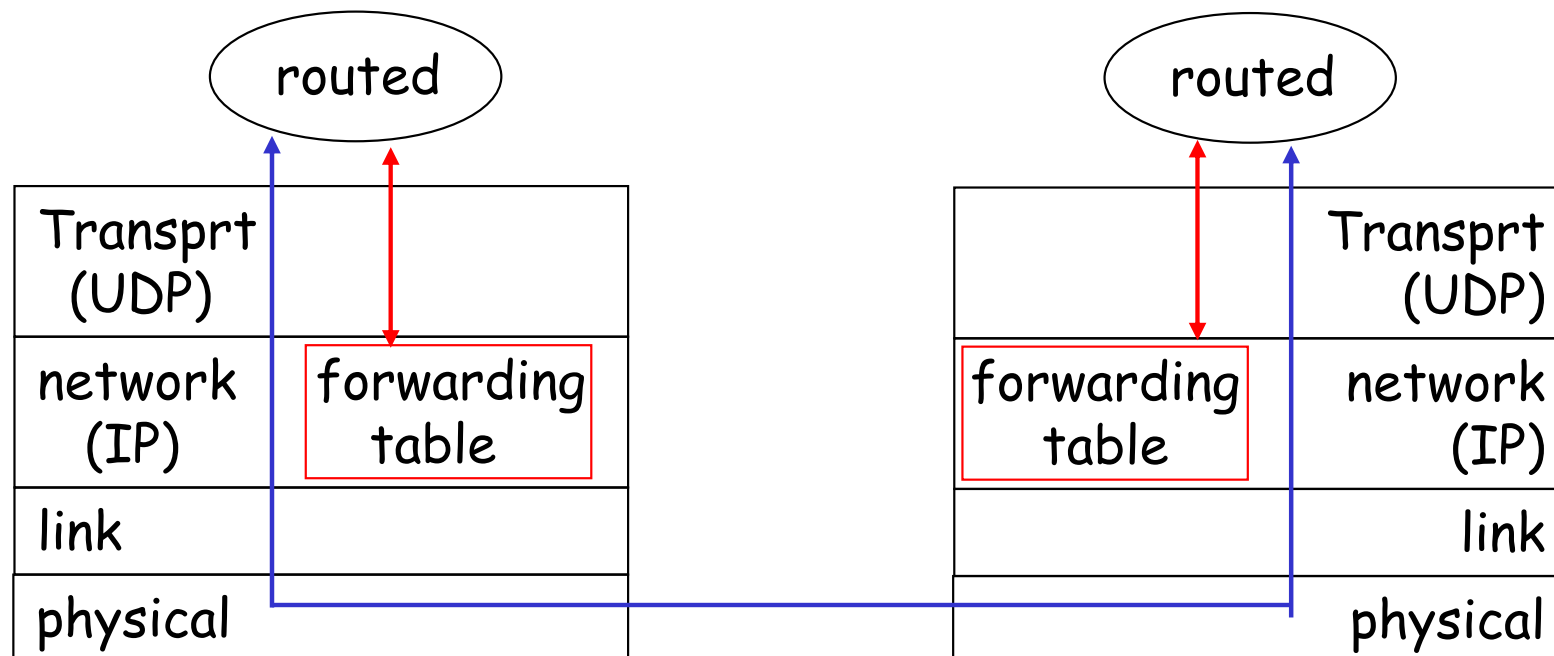 routed
routed
Transprt
(UDP)
Transprt
(UDP)
network
(IP)
forwarding
table
forwarding
table
network
(IP)
link
link
physical
physical